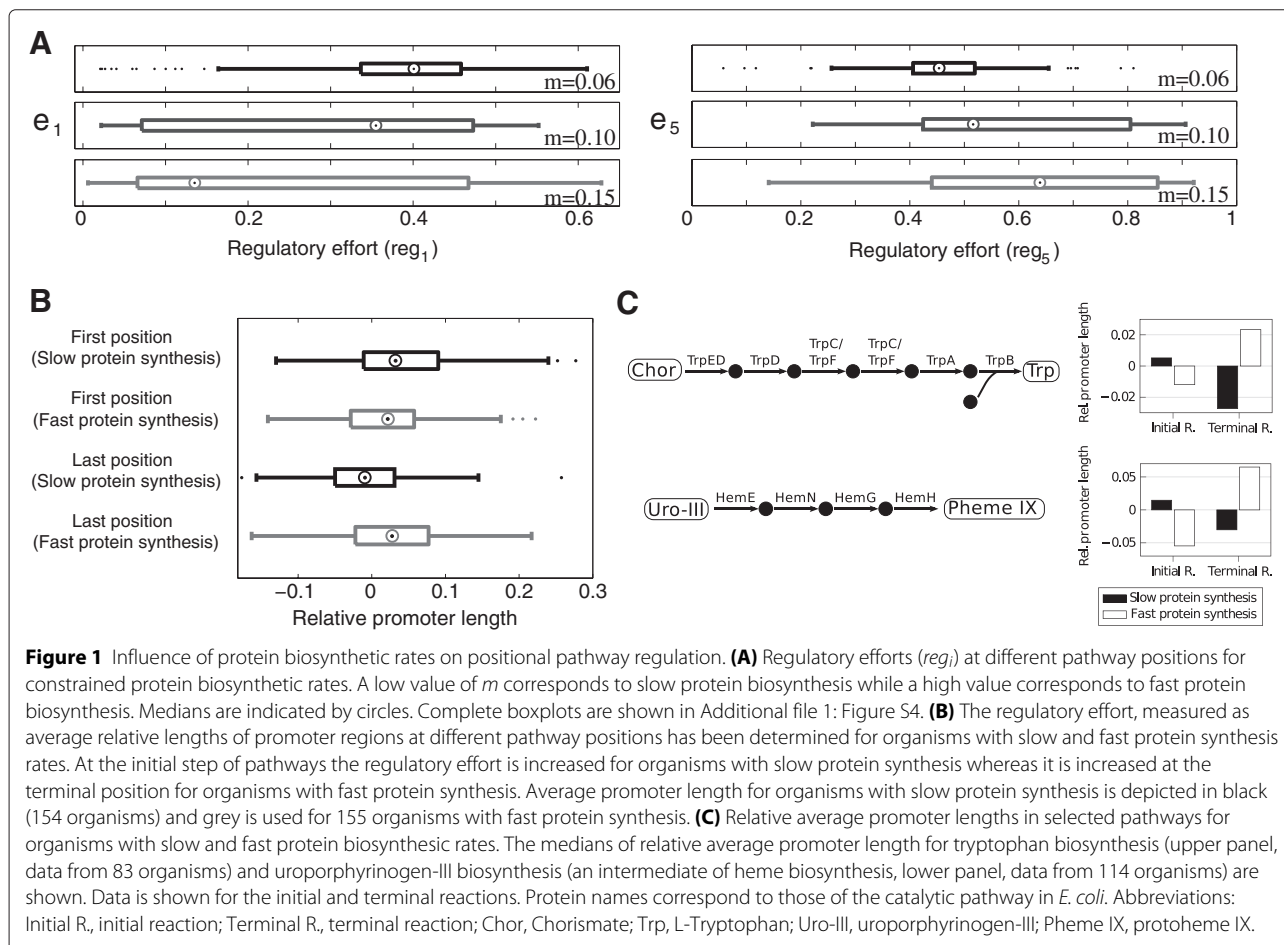 A
m=0.06
m=0.10
m=0.15
e1
0 0.2 0.4 0.6
Regulatory effort (reg1)
m=0.06
m=0.10
m=0.15
e5
0 0.2 0.4 0.6 0.8 1
Regulatory effort (reg5)
B
First position
(Slow protein synthesis)
First position
(Fast protein synthesis)
Last position
(Slow protein synthesis)
Last position
(Fast protein synthesis)
−0.1 0 0.1 0.2 0.3
Relative promoter length
C
Chor TrpED TrpD TrpC/TrpF TrpC/TrpF TrpA TrpB Trp
Rel. promoter length
0.02
0
−0.02
Initial R. Terminal R.
Uro-III HemE HemN HemG HemH Pheme IX
Rel. promoter length
0.05
0
−0.05
Initial R. Terminal R.
Slow protein synthesis
Fast protein synthesis
Figure 1 Influence of protein biosynthetic rates on positional pathway regulation. (A) Regulatory efforts (regi) at different pathway positions for
constrained protein biosynthetic rates. A low value of m corresponds to slow protein biosynthesis while a high value corresponds to fast protein
biosynthesis. Medians are indicated by circles. Complete boxplots are shown in Additional file 1: Figure S4. (B) The regulatory effort, measured as
average relative lengths of promoter regions at different pathway positions has been determined for organisms with slow and fast protein synthesis
rates. At the initial step of pathways the regulatory effort is increased for organisms with slow protein synthesis whereas it is increased at the
terminal position for organisms with fast protein synthesis. Average promoter length for organisms with slow protein synthesis is depicted in black
(154 organisms) and grey is used for 155 organisms with fast protein synthesis. (C) Relative average promoter lengths in selected pathways for
organisms with slow and fast protein biosynthesic rates. The medians of relative average promoter length for tryptophan biosynthesis (upper panel,
data from 83 organisms) and uroporphyrinogen-III biosynthesis (an intermediate of heme biosynthesis, lower panel, data from 114 organisms) are
shown. Data is shown for the initial and terminal reactions. Protein names correspond to those of the catalytic pathway in E. coli. Abbreviations:
Initial R., initial reaction; Terminal R., terminal reaction; Chor, Chorismate; Trp, L-Tryptophan; Uro-III, uroporphyrinogen-III; Pheme IX, protoheme IX.